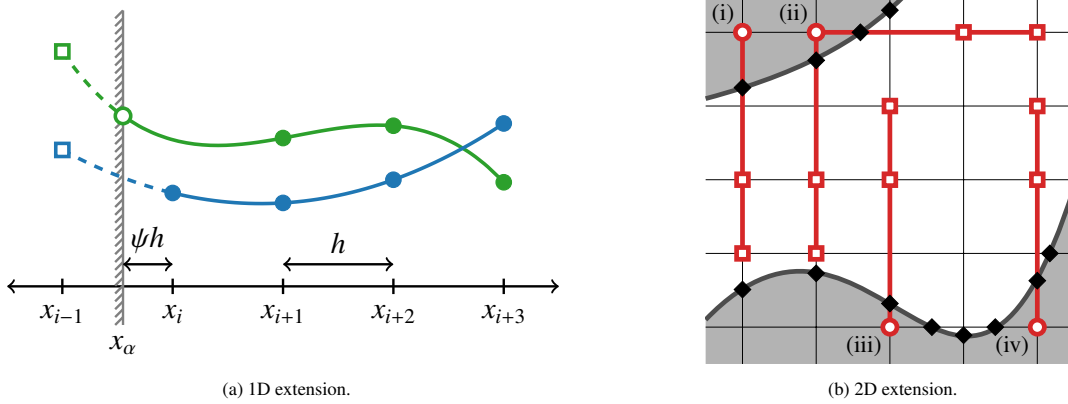 ψh
h
x_{i−1}
x_i
x_{i+1}
x_{i+2}
x_{i+3}
x_α
(a) 1D extension.
(i)
(ii)
(iii)
(iv)
(b) 2D extension.